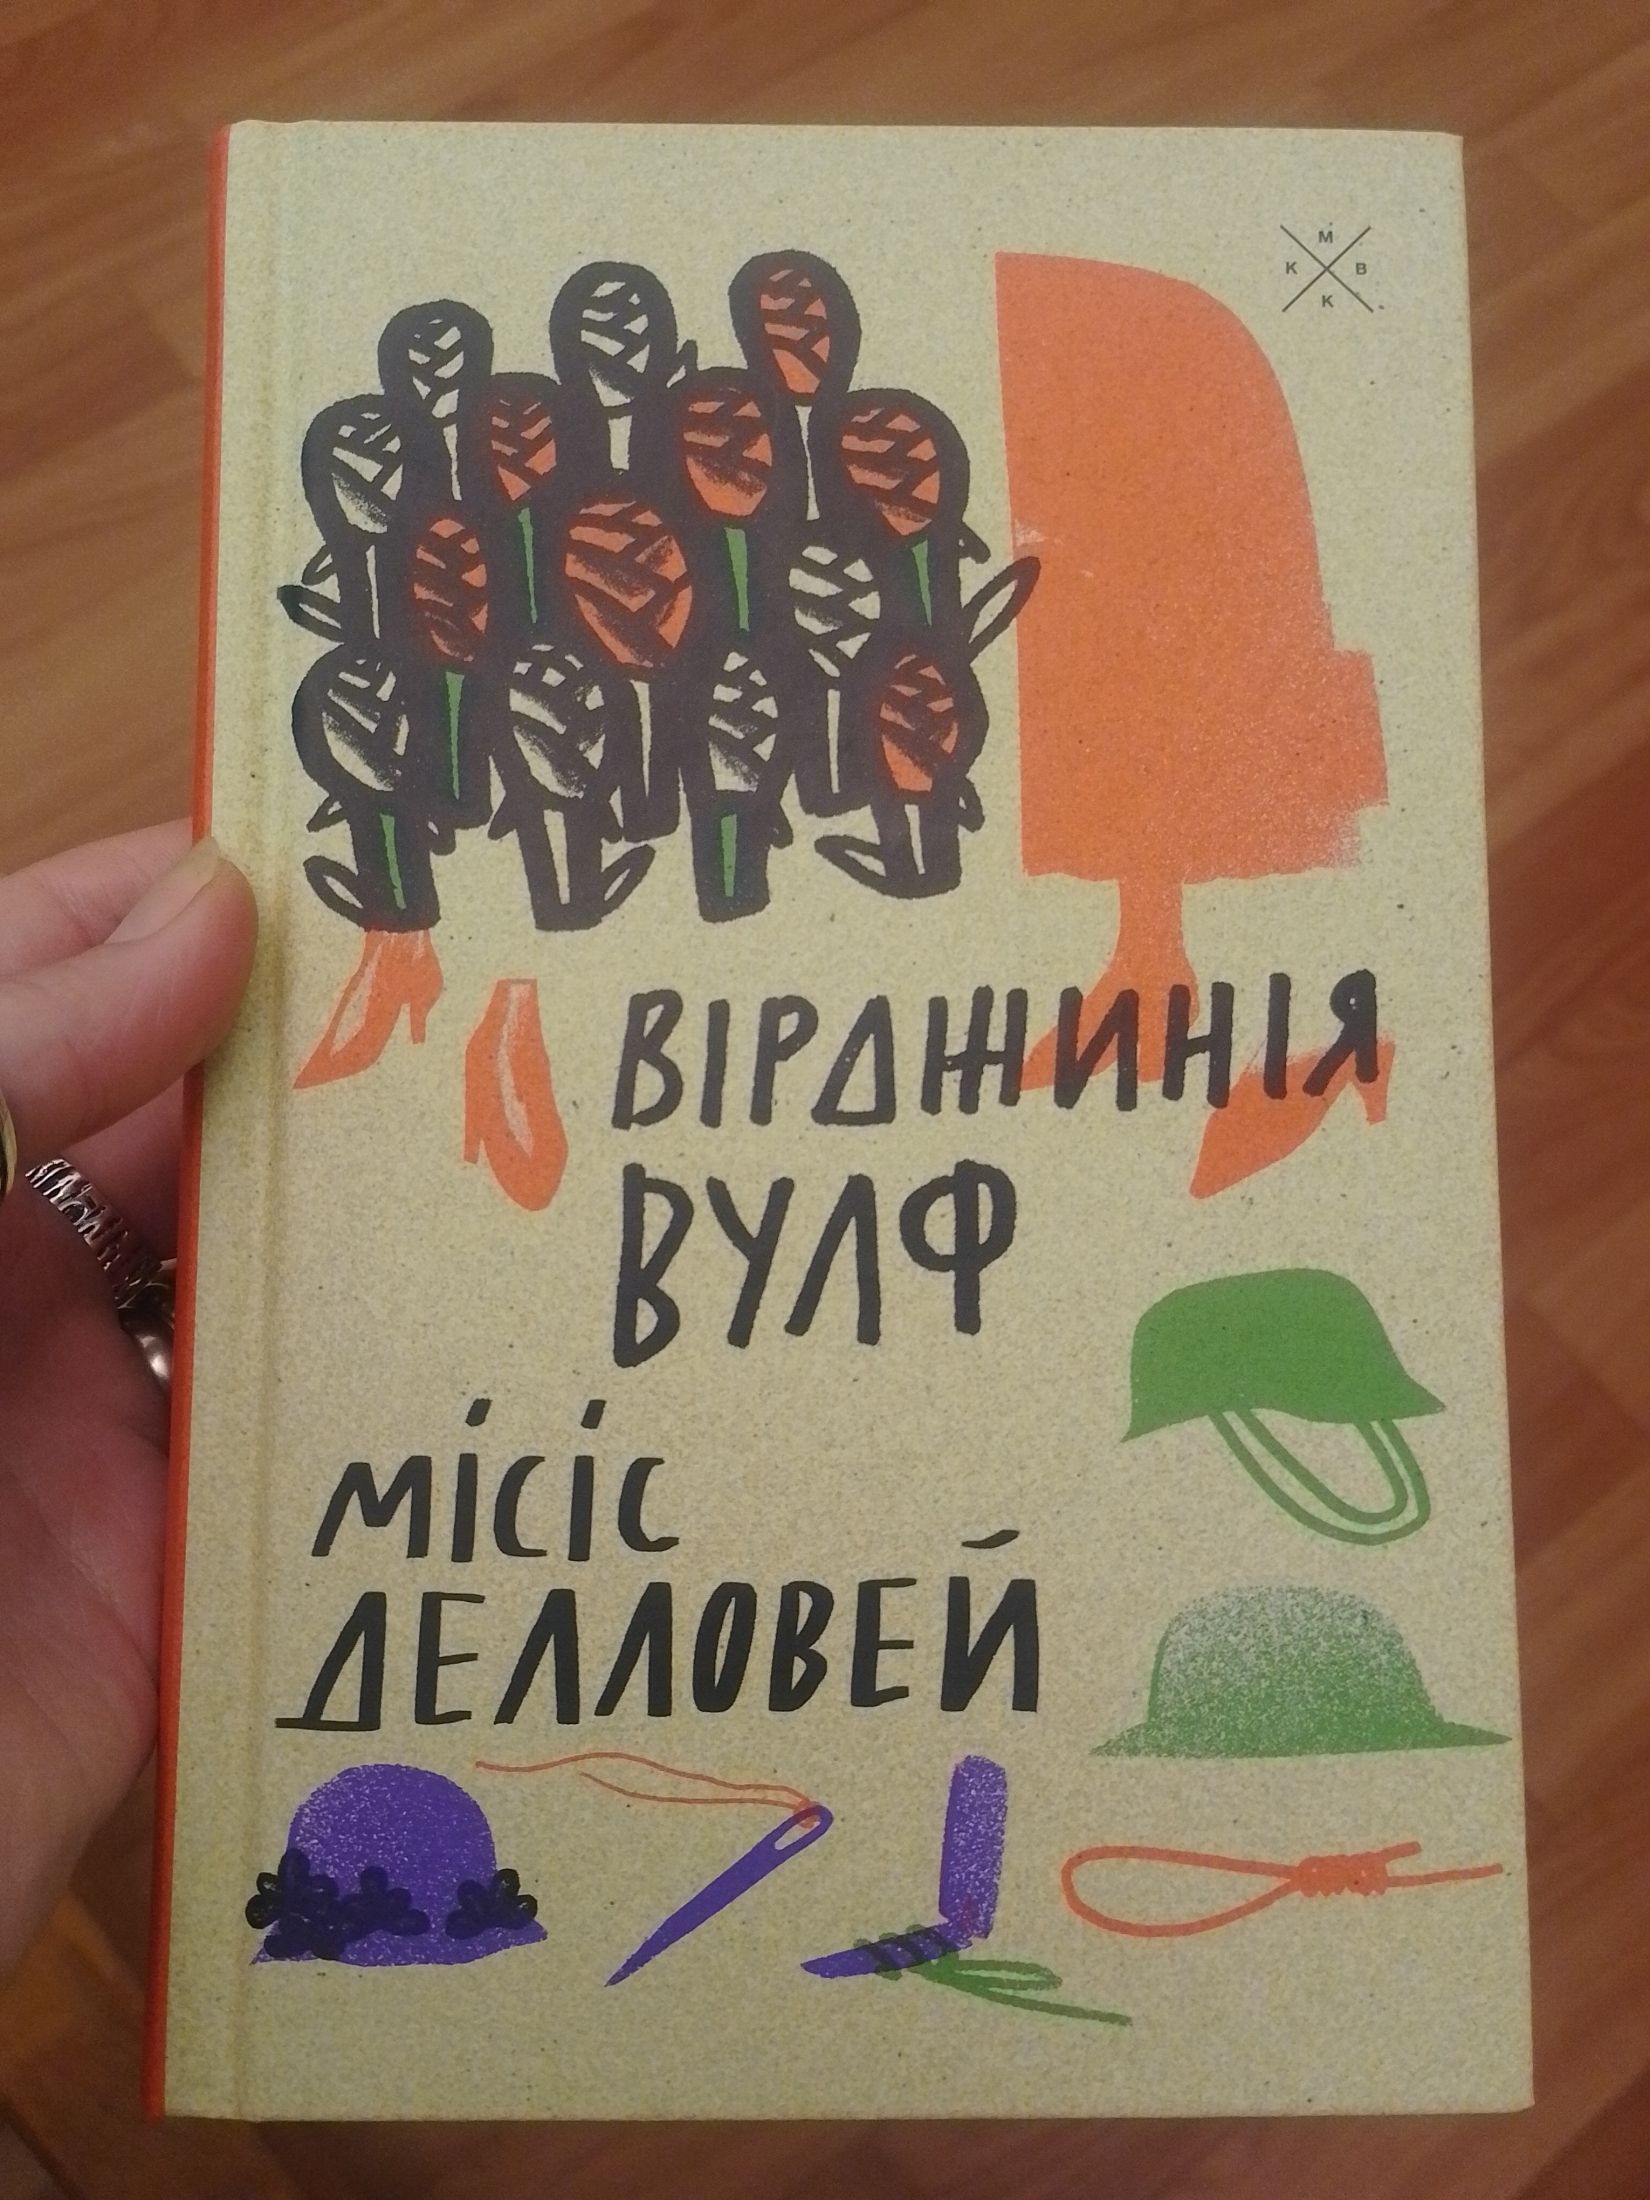 М
К В
К
ВІРДЖИНІЯ
ВУЛФ
місіс
ДЕЛЛОВЕЙ